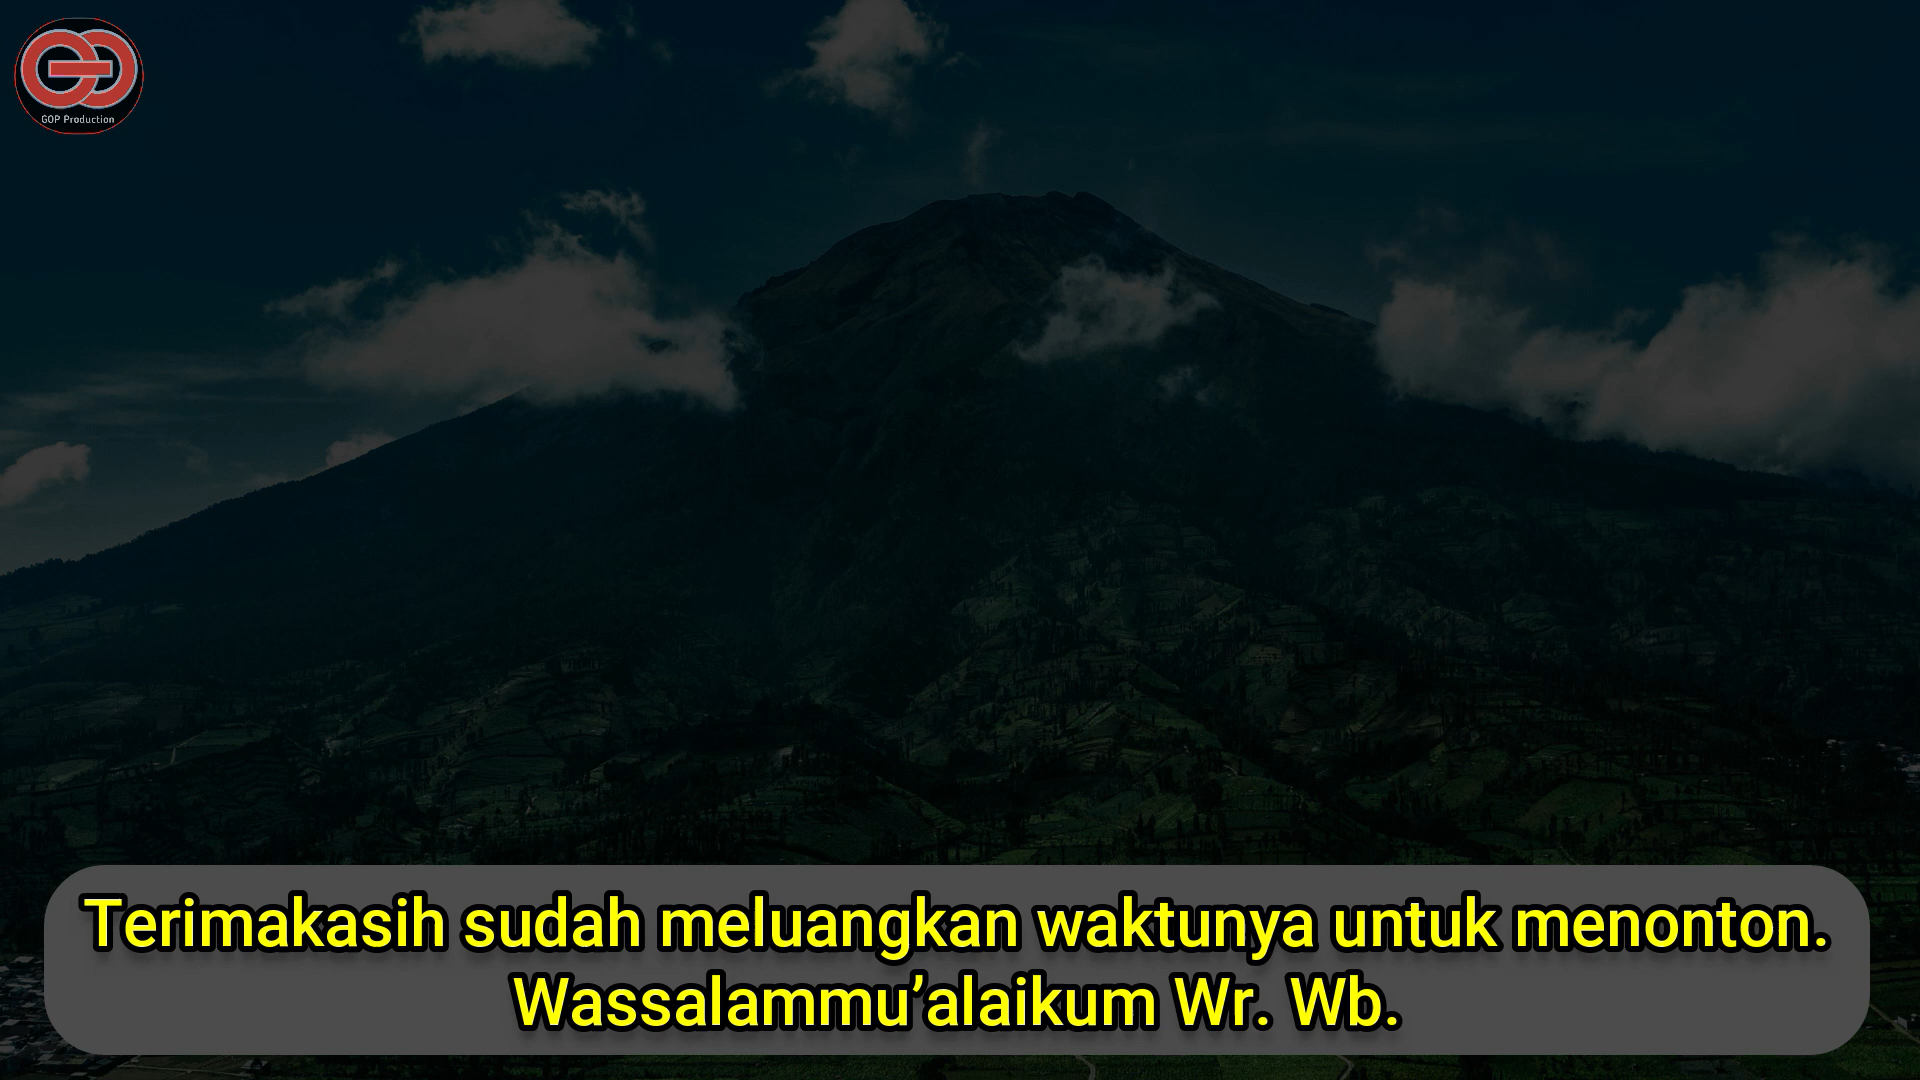 GOP Production
Terimakasih sudah meluangkan waktunya untuk menonton.
Wassalammu’alaikum Wr. Wb.